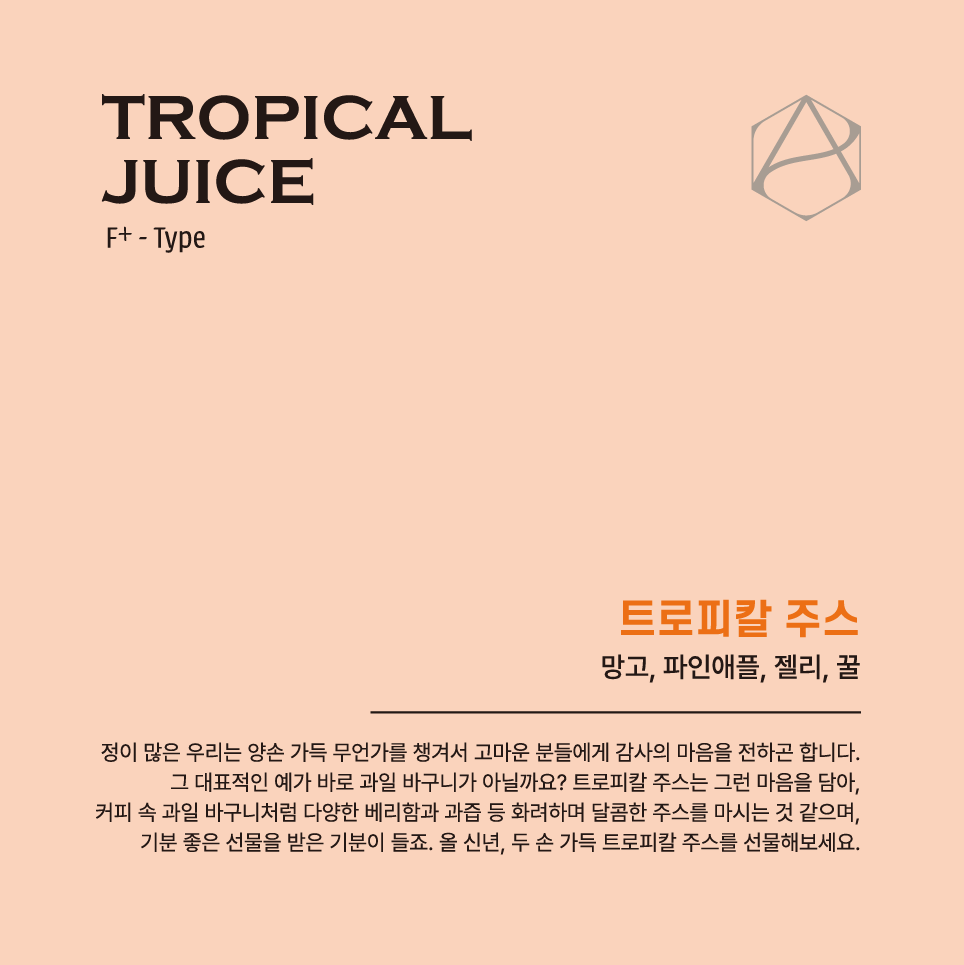 TROPICAL
JUICE
F+ - Type
트로피칼 주스
망고, 파인애플, 젤리, 꿀
정이 많은 우리는 양손 가득 무언가를 챙겨서 고마운 분들에게 감사의 마음을 전하곤 합니다.
그 대표적인 예가 바로 과일 바구니가 아닐까요? 트로피칼 주스는 그런 마음을 담아,
커피 속 과일 바구니처럼 다양한 베리함과 과즙 등 화려하며 달콤한 주스를 마시는 것 같으며,
기분 좋은 선물을 받은 기분이 들죠. 올 신년, 두 손 가득 트로피칼 주스를 선물해보세요.